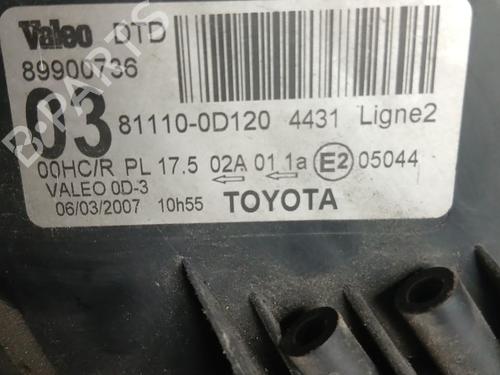 Valeo DTD
89900736
03 81110-0D120 4431 Ligne2
00HC/R PL 17.5 02A 01 1a E2 05044
VALEO 0D-3
06/03/2007 10h55 TOYOTA